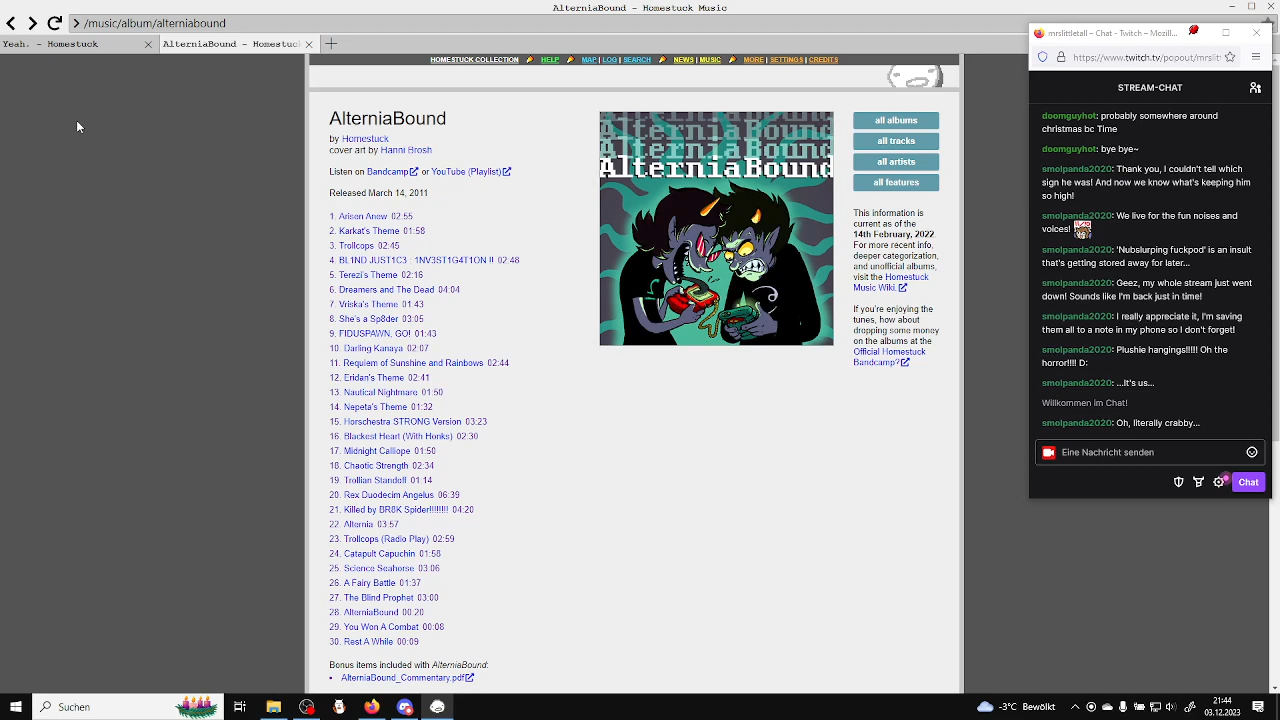 AlterniaBound - Homestuck Music
/music/album/alterniabound
Yeah. - Homestuck
AlterniaBound - Homestuc
HOMESTUCK COLLECTION HELP MAP | LOG | SEARCH NEWS | MUSIC MORE | SETTINGS | CREDITS
AlterniaBound
by Homestuck
cover art by Hanni Brosh
Listen on Bandcamp or YouTube (Playlist)
Released March 14, 2011
1. Arisen Anew 02:55
2. Karkat's Theme 01:58
3. Trollcops 02:45
4. BL1ND JUST1C3 : 1NV3ST1G4T1ON !! 02:48
5. Terezi's Theme 02:16
6. Dreamers and The Dead 04:04
7. Vriska's Theme 01:43
8. She's a Sp8der 03:05
9. FIDUSPAWN, GO! 01:43
10. Darling Kanaya 02:07
11. Requiem of Sunshine and Rainbows 02:44
12. Eridan's Theme 02:41
13. Nautical Nightmare 01:50
14. Nepeta's Theme 01:32
15. Horschestra STRONG Version 03:23
16. Blackest Heart (With Honks) 02:30
17. Midnight Calliope 01:50
18. Chaotic Strength 02:34
19. Trollian Standoff 01:14
20. Rex Duodecim Angelus 06:39
21. Killed by BR8K Spider!!!!!!!! 04:20
22. Alternia 03:57
23. Trollcops (Radio Play) 02:59
24. Catapult Capuchin 01:58
25. Science Seahorse 03:06
26. A Fairy Battle 01:37
27. The Blind Prophet 03:00
28. AlterniaBound 00:20
29. You Won A Combat 00:08
30. Rest A While 00:09
Bonus items included with AlterniaBound:
AlterniaBound_Commentary.pdf
AlterniaBound
AlterniaBound
AlterniaBound
AlterniaBound
all albums
all tracks
all artists
all features
This information is
current as of the
14th February, 2022.
For more recent info,
deeper categorization,
and unofficial albums,
visit the Homestuck
Music Wiki.
If you're enjoying the
tunes, how about
dropping some money
on the albums at the
Official Homestuck
Bandcamp?
mrslittletall – Chat – Twitch – Mozill...
https://www.twitch.tv/popout/mrslitt
STREAM-CHAT
doomguyhot: probably somewhere around
christmas bc Time
doomguyhot: bye bye~
smolpanda2020: Thank you, I couldn't tell which
sign he was! And now we know what's keeping him
so high!
smolpanda2020: We live for the fun noises and
voices!
smolpanda2020: 'Nubslurping fuckpod' is an insult
that's getting stored away for later...
smolpanda2020: Geez, my whole stream just went
down! Sounds like I'm back just in time!
smolpanda2020: I really appreciate it, I'm saving
them all to a note in my phone so I don't forget!
smolpanda2020: Plushie hangings!!!!! Oh the
horror!!!! D:
smolpanda2020: ...It's us...
Willkommen im Chat!
smolpanda2020: Oh, literally crabby...
Eine Nachricht senden
Chat
Suchen
-3°C Bewölkt
21:44
03.12.2023